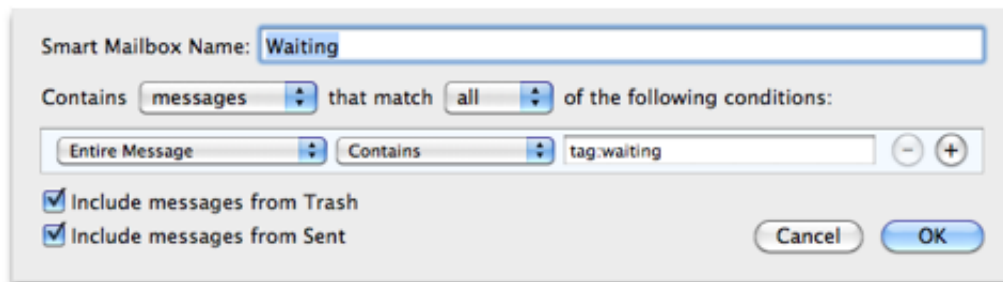 Smart Mailbox Name: Waiting
Contains messages that match all of the following conditions:
Entire Message Contains tag:waiting
Include messages from Trash
Include messages from Sent
Cancel OK